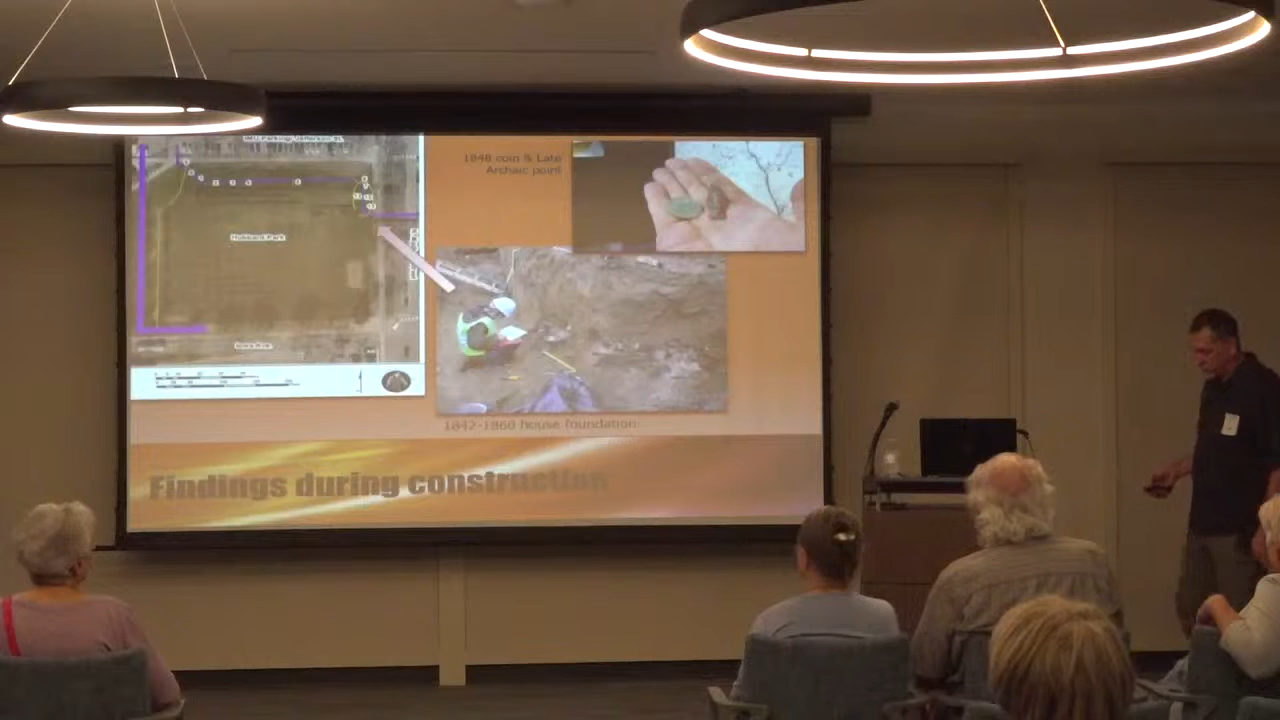 1848 coin & Late
Archaic point
Hubbard Park
1842-1860 house foundation
Findings during construction